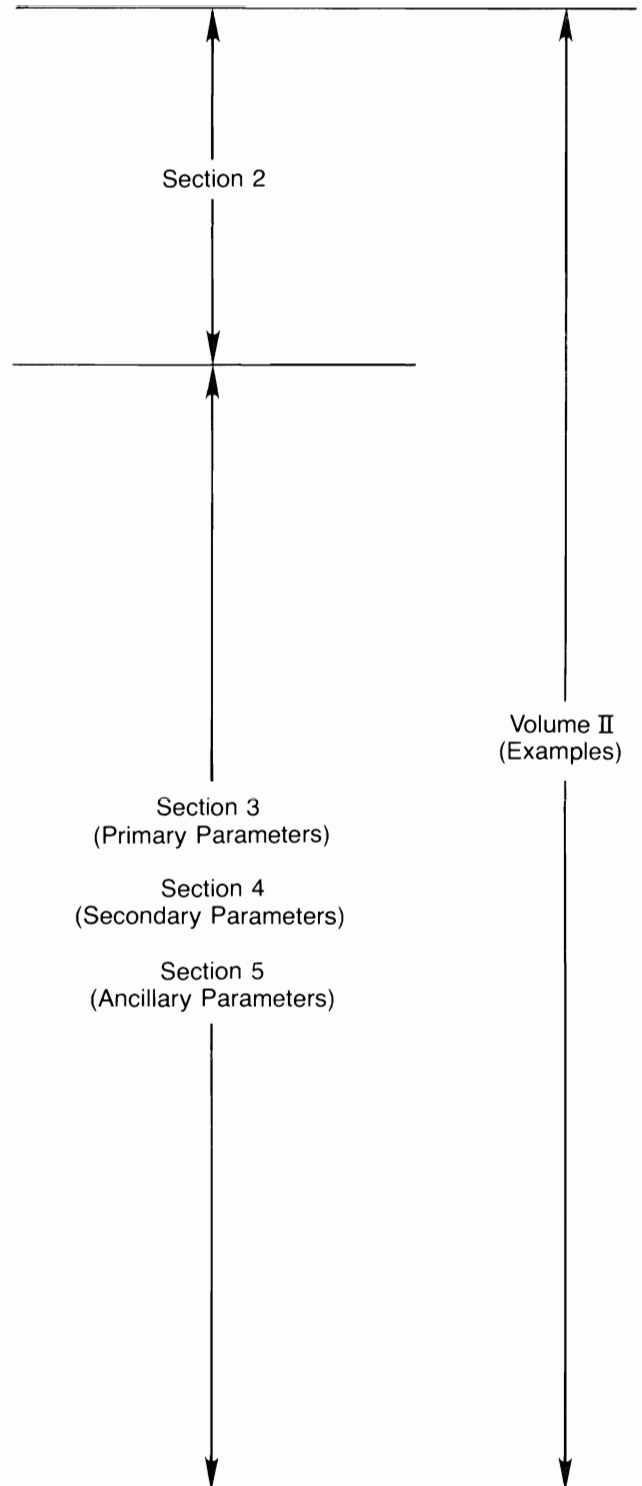 Section 2
Volume II
(Examples)
Section 3
(Primary Parameters)
Section 4
(Secondary Parameters)
Section 5
(Ancillary Parameters)